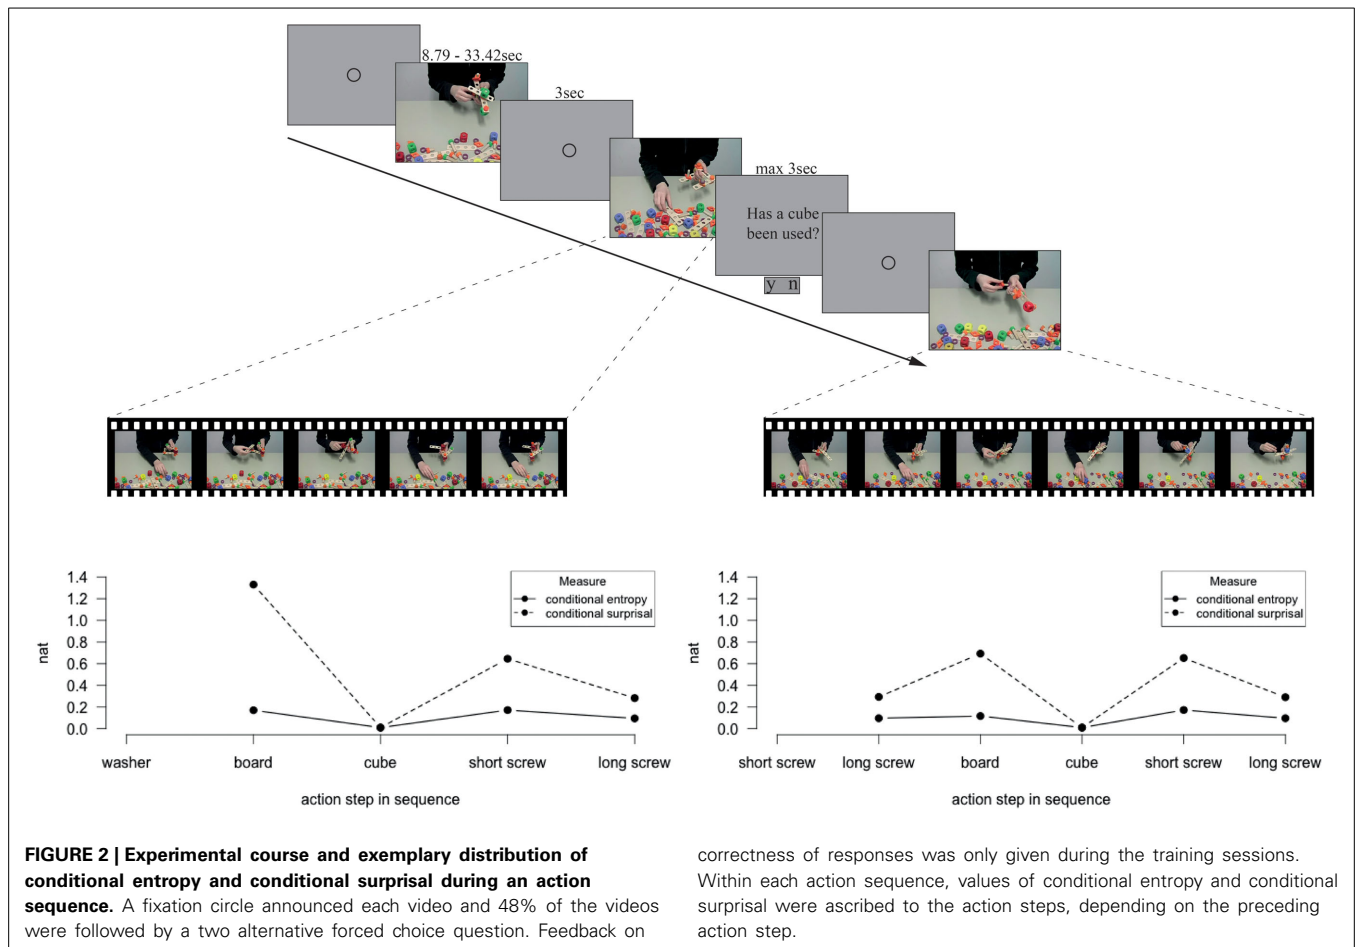 8.79 - 33.42sec
3sec
max 3sec
Has a cube
been used?
y n
1.4
1.2
1.0
0.8
0.6
0.4
0.2
0.0
nat
Measure
conditional entropy
conditional surprisal
washer board cube short screw long screw
action step in sequence
1.4
1.2
1.0
0.8
0.6
0.4
0.2
0.0
nat
Measure
conditional entropy
conditional surprisal
short screw long screw board cube short screw long screw
action step in sequence
FIGURE 2 | Experimental course and exemplary distribution of
conditional entropy and conditional surprisal during an action
sequence. A fixation circle announced each video and 48% of the videos
were followed by a two alternative forced choice question. Feedback on
correctness of responses was only given during the training sessions.
Within each action sequence, values of conditional entropy and conditional
surprisal were ascribed to the action steps, depending on the preceding
action step.